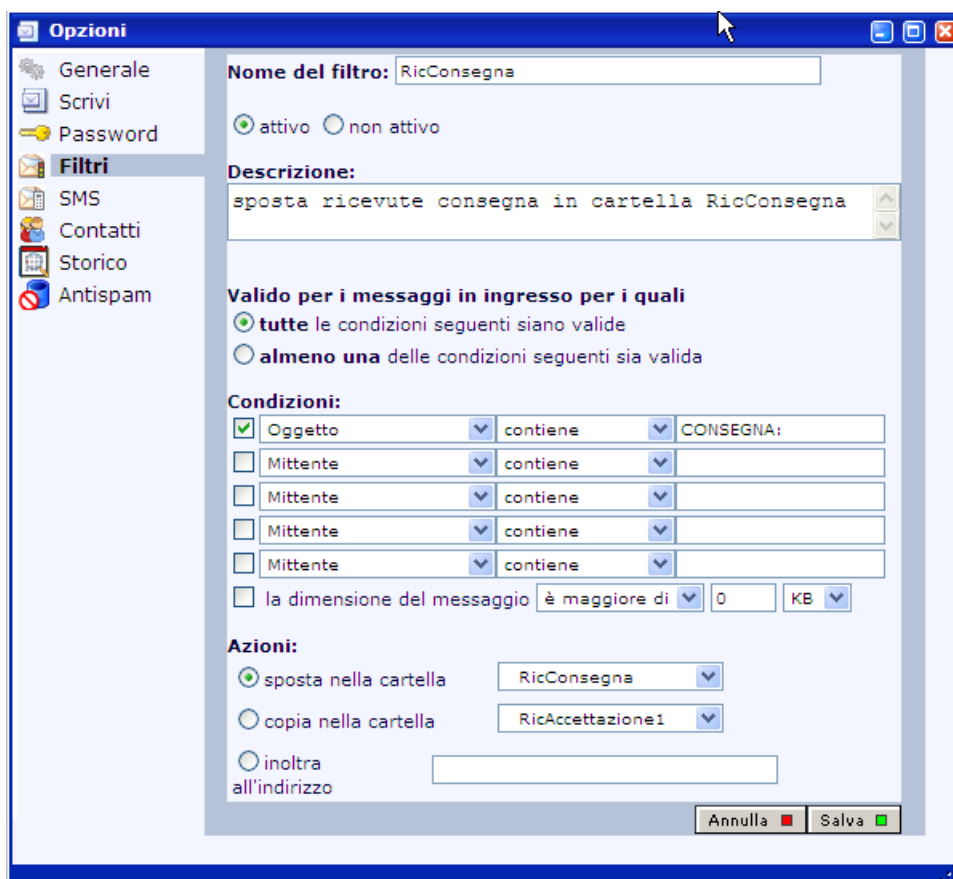 Opzioni
Generale
Scrivi
Password
Filtri
SMS
Contatti
Storico
Antispam
Nome del filtro: RicConsegna
attivo non attivo
Descrizione:
sposta ricevute consegna in cartella RicConsegna
Valido per i messaggi in ingresso per i quali
tutte le condizioni seguenti siano valide
almeno una delle condizioni seguenti sia valida
Condizioni:
Oggetto contiene CONSEGNA:
Mittente contiene
Mittente contiene
Mittente contiene
Mittente contiene
la dimensione del messaggio è maggiore di 0 KB
Azioni:
sposta nella cartella RicConsegna
copia nella cartella RicAccettazione1
inoltra
all'indirizzo
Annulla Salva